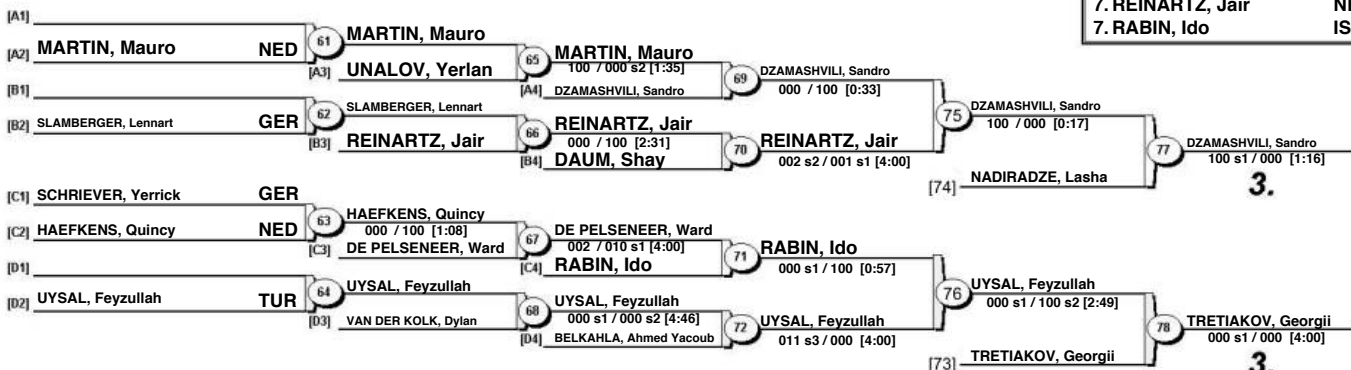 7. REINARTZ, Jair
7. RABIN, Ido IS
[A1]
[A2] MARTIN, Mauro NED
61
MARTIN, Mauro
[A3] UNALOV, Yerlan
65
MARTIN, Mauro
100 / 000 s2 [1:35]
[A4] DZAMASHVILI, Sandro
69
DZAMASHVILI, Sandro
000 / 100 [0:33]
[B1]
[B2] SLAMBERGER, Lennart GER
62
SLAMBERGER, Lennart
[B3] REINARTZ, Jair
66
REINARTZ, Jair
000 / 100 [2:31]
[B4] DAUM, Shay
70
REINARTZ, Jair
002 s2 / 001 s1 [4:00]
75
DZAMASHVILI, Sandro
100 / 000 [0:17]
[74] NADIRADZE, Lasha
77
DZAMASHVILI, Sandro
100 s1 / 000 [1:16]
3.
[C1] SCHRIEVER, Yerrick GER
[C2] HAEFKENS, Quincy NED
63
HAEFKENS, Quincy
000 / 100 [1:08]
[C3] DE PELSENEER, Ward
67
DE PELSENEER, Ward
002 / 010 s1 [4:00]
[C4] RABIN, Ido
71
RABIN, Ido
000 s1 / 100 [0:57]
[D1]
[D2] UYSAL, Feyzullah TUR
64
UYSAL, Feyzullah
[D3] VAN DER KOLK, Dylan
68
UYSAL, Feyzullah
000 s1 / 000 s2 [4:46]
[D4] BELKAHLA, Ahmed Yacoub
72
UYSAL, Feyzullah
011 s3 / 000 [4:00]
76
UYSAL, Feyzullah
000 s1 / 100 s2 [2:49]
[73] TRETIAKOV, Georgii
78
TRETIAKOV, Georgii
000 s1 / 000 [4:00]
3.